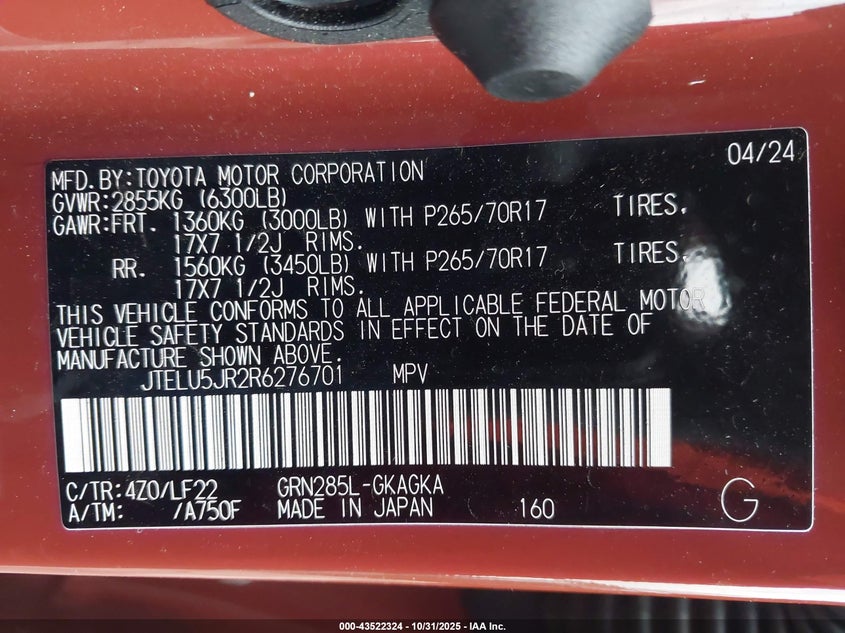 04/24
MFD.BY:TOYOTA MOTOR CORPORATION
GVWR:2855KG (6300LB)
GAWR:FRT. 1360KG (3000LB) WITH P265/70R17 TIRES.
17X7 1/2J RIMS.
RR. 1560KG (3450LB) WITH P265/70R17 TIRES.
17X7 1/2J RIMS.
THIS VEHICLE CONFORMS TO ALL APPLICABLE FEDERAL MOTOR
VEHICLE SAFETY STANDARDS IN EFFECT ON THE DATE OF
MANUFACTURE SHOWN ABOVE.
JTELU5JR2R6276701 MPV
C/TR:4Z0/LF22 GRN285L-GKAGKA
A/TM: /A750F MADE IN JAPAN 160 G
000-43522324 | 10/31/2025 - IAA Inc.